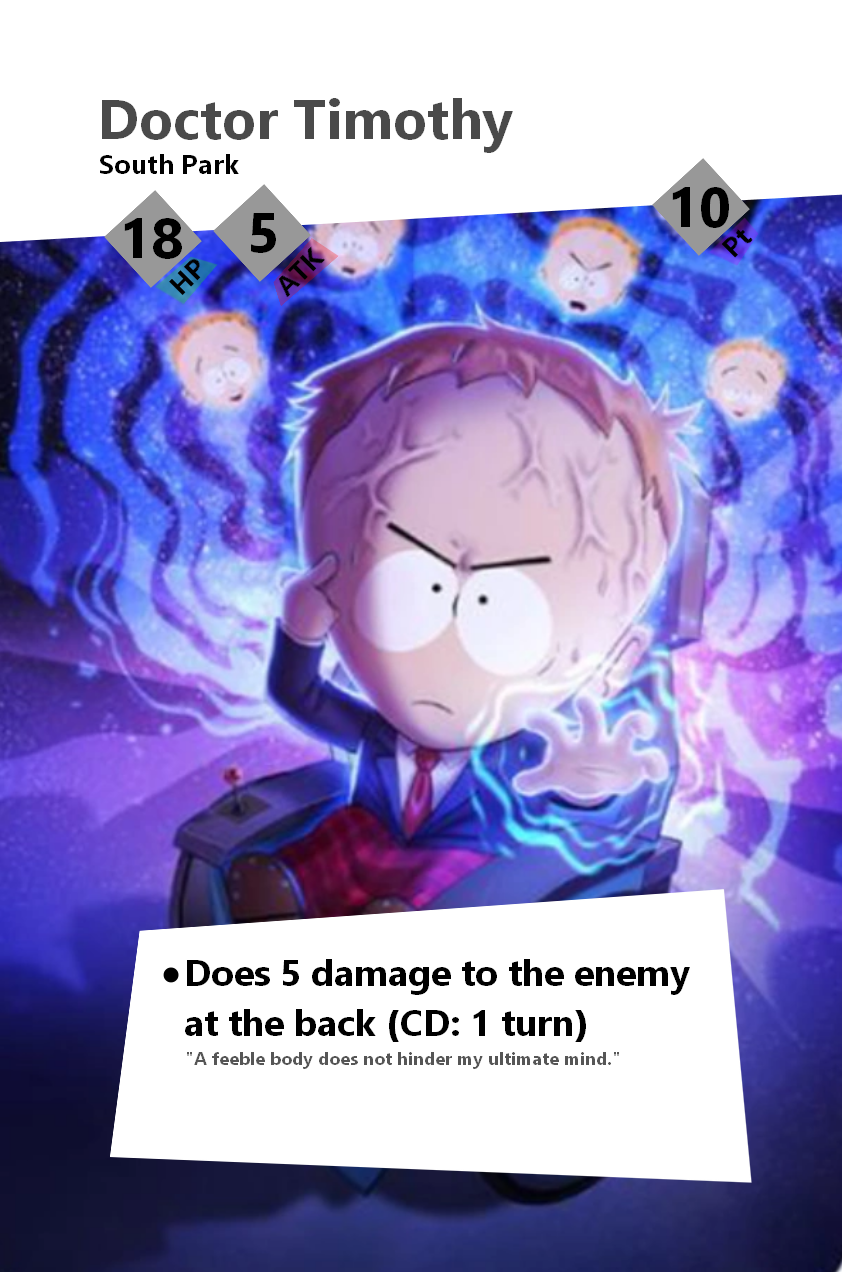 Doctor Timothy
South Park
18 HP 5 ATK 10 Pt
•Does 5 damage to the enemy
at the back (CD: 1 turn)
"A feeble body does not hinder my ultimate mind."